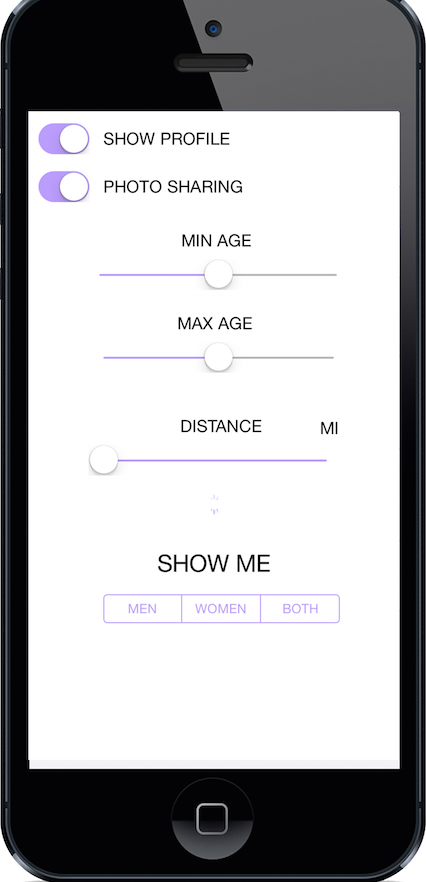 SHOW PROFILE
PHOTO SHARING
MIN AGE
MAX AGE
DISTANCE MI
SHOW ME
MEN WOMEN BOTH